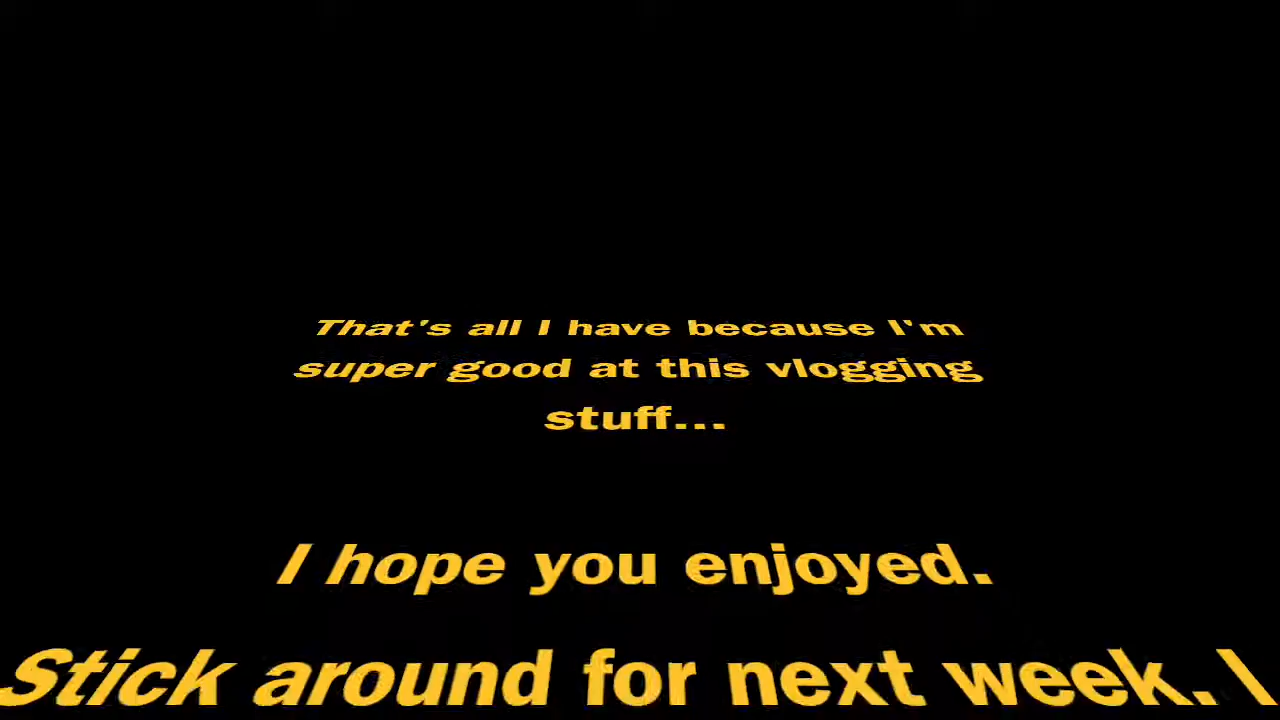 That's all I have because I'm
super good at this vlogging
stuff...
I hope you enjoyed.
Stick around for next week. I